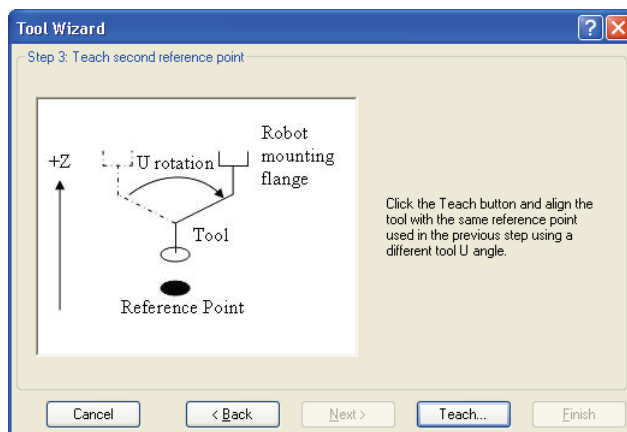 Tool Wizard
Step 3: Teach second reference point
+Z
U rotation
Robot
mounting
flange
Tool
Reference Point
Click the Teach button and align the
tool with the same reference point
used in the previous step using a
different tool U angle.
Cancel
< Back
Next >
Teach...
Finish